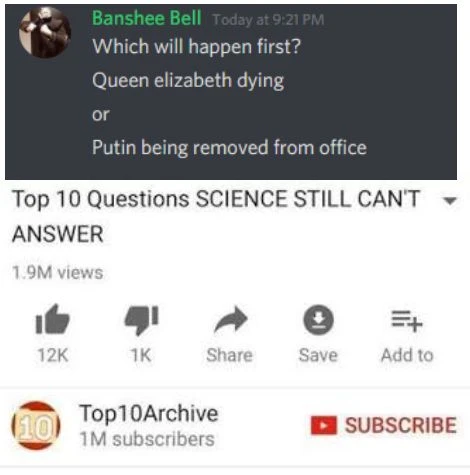 Banshee Bell Today at 9:21 PM
Which will happen first?
Queen elizabeth dying
or
Putin being removed from office
Top 10 Questions SCIENCE STILL CAN'T
ANSWER
1.9M views
12K 1K Share Save Add to
10 Top10Archive
1M subscribers
SUBSCRIBE